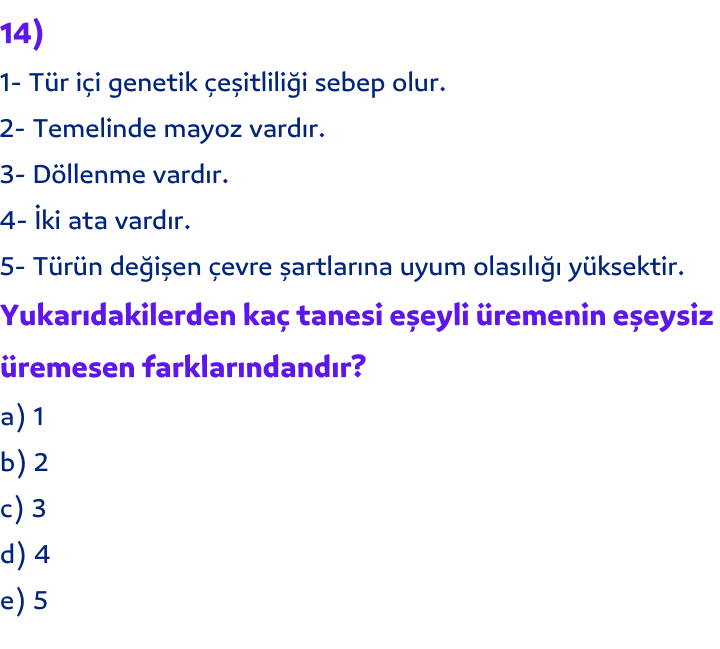 14)
1- Tür içi genetik çeşitliliği sebep olur.
2- Temelinde mayoz vardır.
3- Döllenme vardır.
4- İki ata vardır.
5- Türün değişen çevre şartlarına uyum olasılığı yüksektir.
Yukarıdakilerden kaç tanesi eşeyli üremenin eşeysiz
üremesen farklarındandır?
a) 1
b) 2
c) 3
d) 4
e) 5